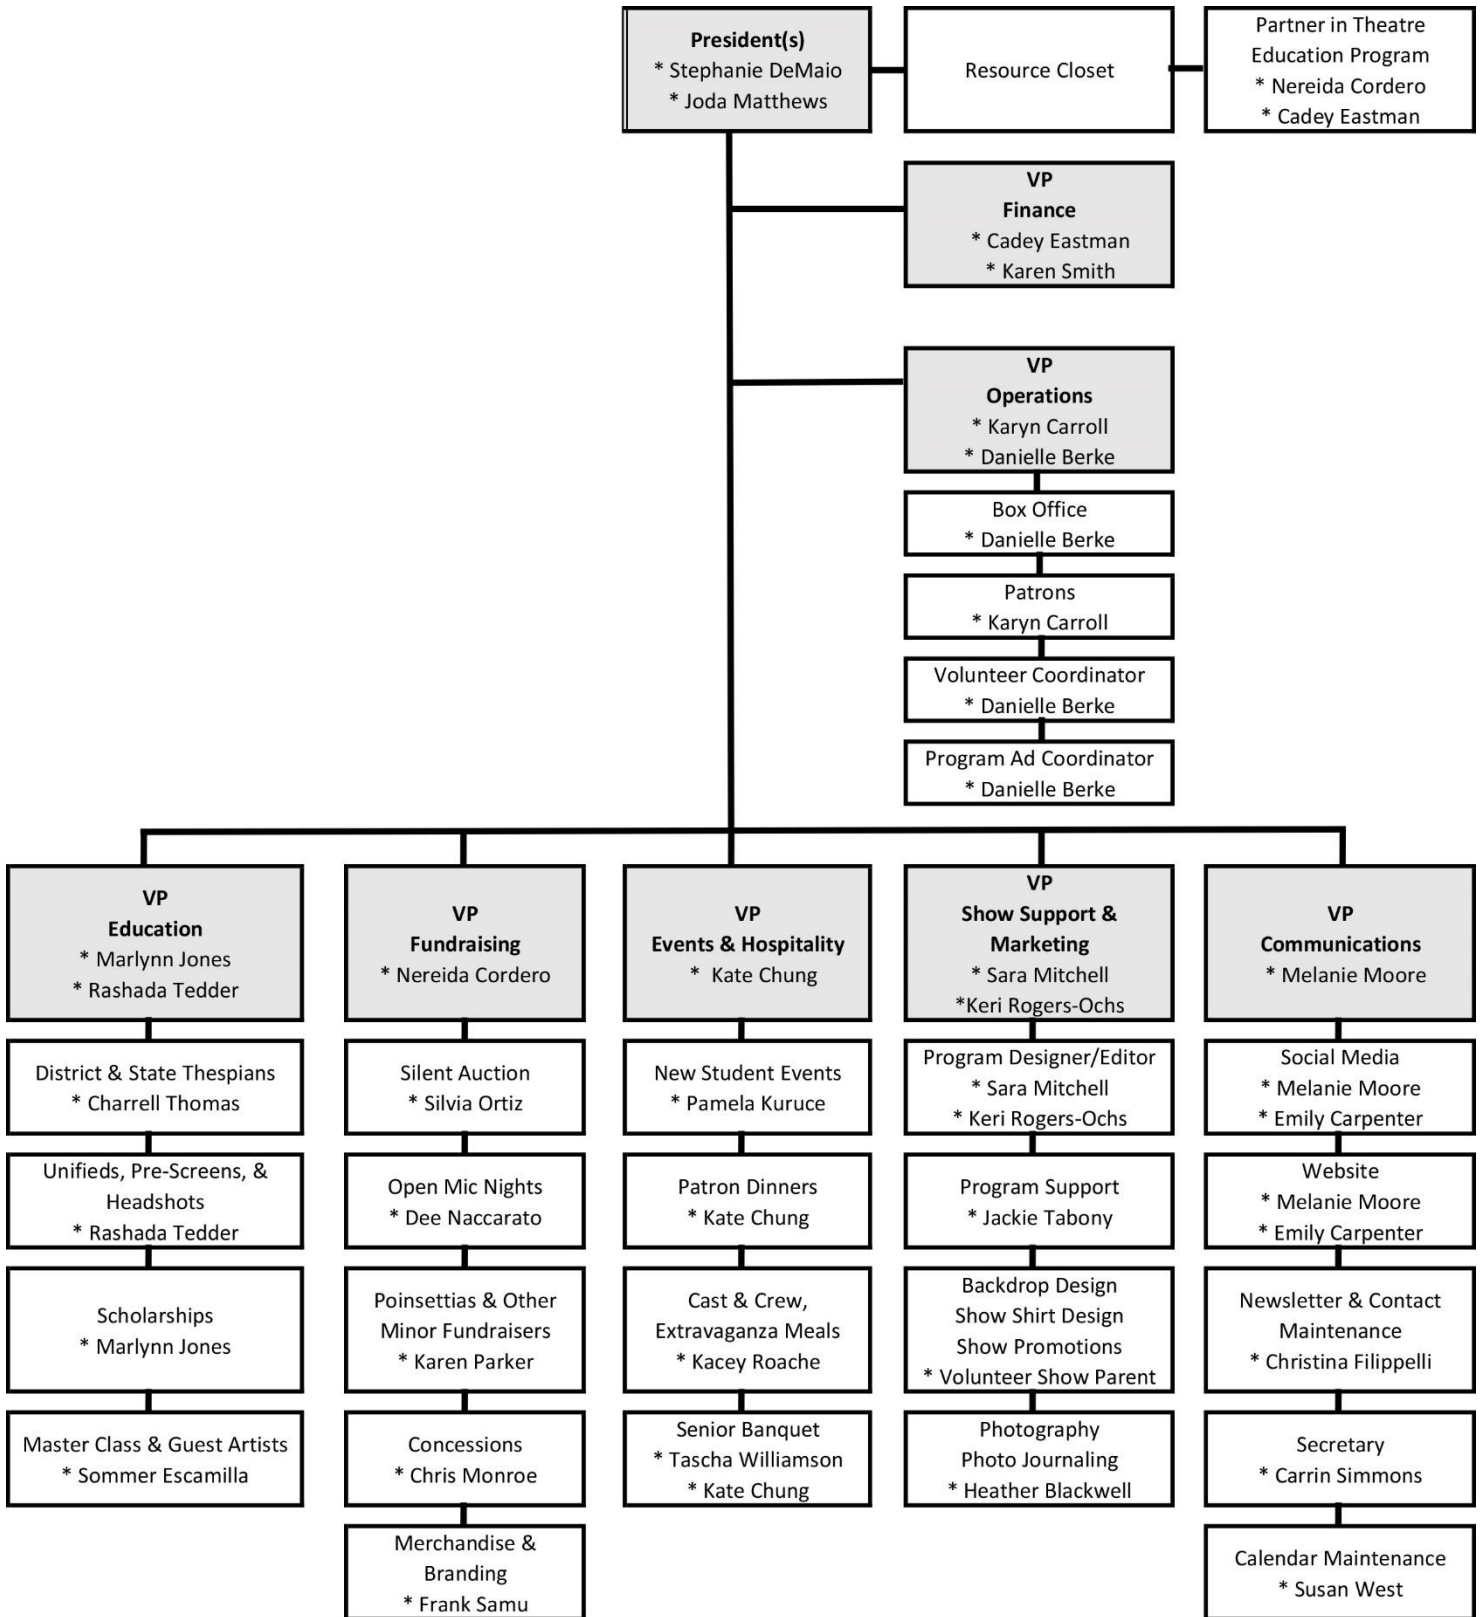 President(s)
* Stephanie DeMaio
* Joda Matthews
Resource Closet
Partner in Theatre
Education Program
* Nereida Cordero
* Cadey Eastman
VP
Finance
* Cadey Eastman
* Karen Smith
VP
Operations
* Karyn Carroll
* Danielle Berke
Box Office
* Danielle Berke
Patrons
* Karyn Carroll
Volunteer Coordinator
* Danielle Berke
Program Ad Coordinator
* Danielle Berke
VP
Education
* Marlynn Jones
* Rashada Tedder
District & State Thespians
* Charrell Thomas
Unifieds, Pre-Screens, &
Headshots
* Rashada Tedder
Scholarships
* Marlynn Jones
Master Class & Guest Artists
* Sommer Escamilla
VP
Fundraising
* Nereida Cordero
Silent Auction
* Silvia Ortiz
Open Mic Nights
* Dee Naccarato
Poinsettias & Other
Minor Fundraisers
* Karen Parker
Concessions
* Chris Monroe
Merchandise &
Branding
* Frank Samu
VP
Events & Hospitality
* Kate Chung
New Student Events
* Pamela Kuruce
Patron Dinners
* Kate Chung
Cast & Crew,
Extravaganza Meals
* Kacey Roache
Senior Banquet
* Tascha Williamson
* Kate Chung
VP
Show Support &
Marketing
* Sara Mitchell
*Keri Rogers-Ochs
Program Designer/Editor
* Sara Mitchell
* Keri Rogers-Ochs
Program Support
* Jackie Tabony
Backdrop Design
Show Shirt Design
Show Promotions
* Volunteer Show Parent
Photography
Photo Journaling
* Heather Blackwell
VP
Communications
* Melanie Moore
Social Media
* Melanie Moore
* Emily Carpenter
Website
* Melanie Moore
* Emily Carpenter
Newsletter & Contact
Maintenance
* Christina Filippelli
Secretary
* Carrin Simmons
Calendar Maintenance
* Susan West